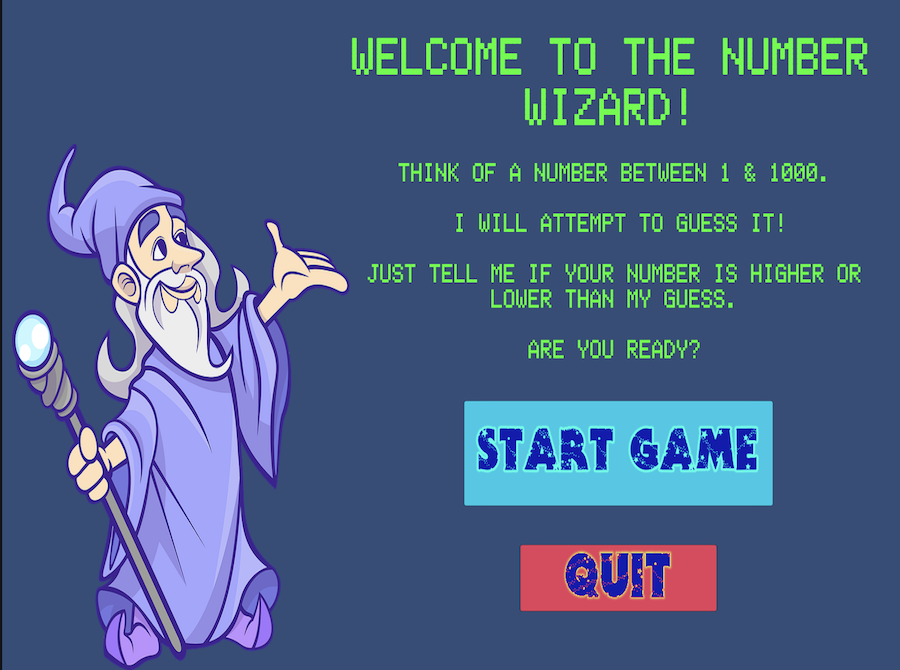 WELCOME TO THE NUMBER
WIZARD!
THINK OF A NUMBER BETWEEN 1 & 1000.
I WILL ATTEMPT TO GUESS IT!
JUST TELL ME IF YOUR NUMBER IS HIGHER OR
LOWER THAN MY GUESS.
ARE YOU READY?
START GAME
QUIT